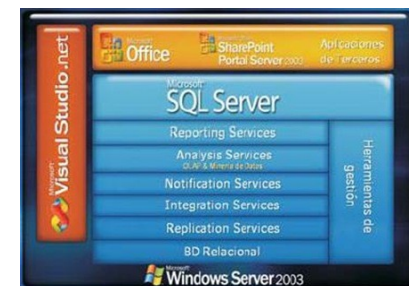 Microsoft
Visual Studio.net
Microsoft
Office
Microsoft
SharePoint
Portal Server 2003
Aplicaciones
de Terceros
Microsoft
SQL Server
Reporting Services
Analysis Services
OLAP & Minería de Datos
Notification Services
Integration Services
Replication Services
BD Relacional
Herramientas de
gestión
Microsoft
Windows Server 2003